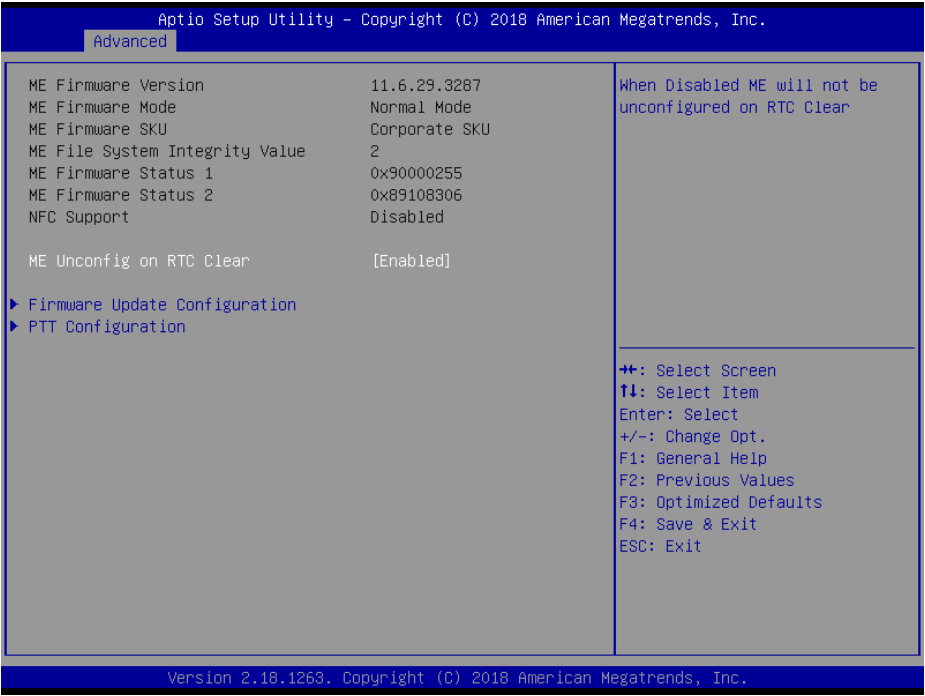 Aptio Setup Utility – Copyright (C) 2018 American Megatrends, Inc.
Advanced
ME Firmware Version 11.6.29.3287
ME Firmware Mode Normal Mode
ME Firmware SKU Corporate SKU
ME File System Integrity Value 2
ME Firmware Status 1 0x90000255
ME Firmware Status 2 0x89108306
NFC Support Disabled
ME Unconfig on RTC Clear [Enabled]
Firmware Update Configuration
PTT Configuration
When Disabled ME will not be
unconfigured on RTC Clear
→←: Select Screen
↑↓: Select Item
Enter: Select
+/-: Change Opt.
F1: General Help
F2: Previous Values
F3: Optimized Defaults
F4: Save & Exit
ESC: Exit
Version 2.18.1263. Copyright (C) 2018 American Megatrends, Inc.